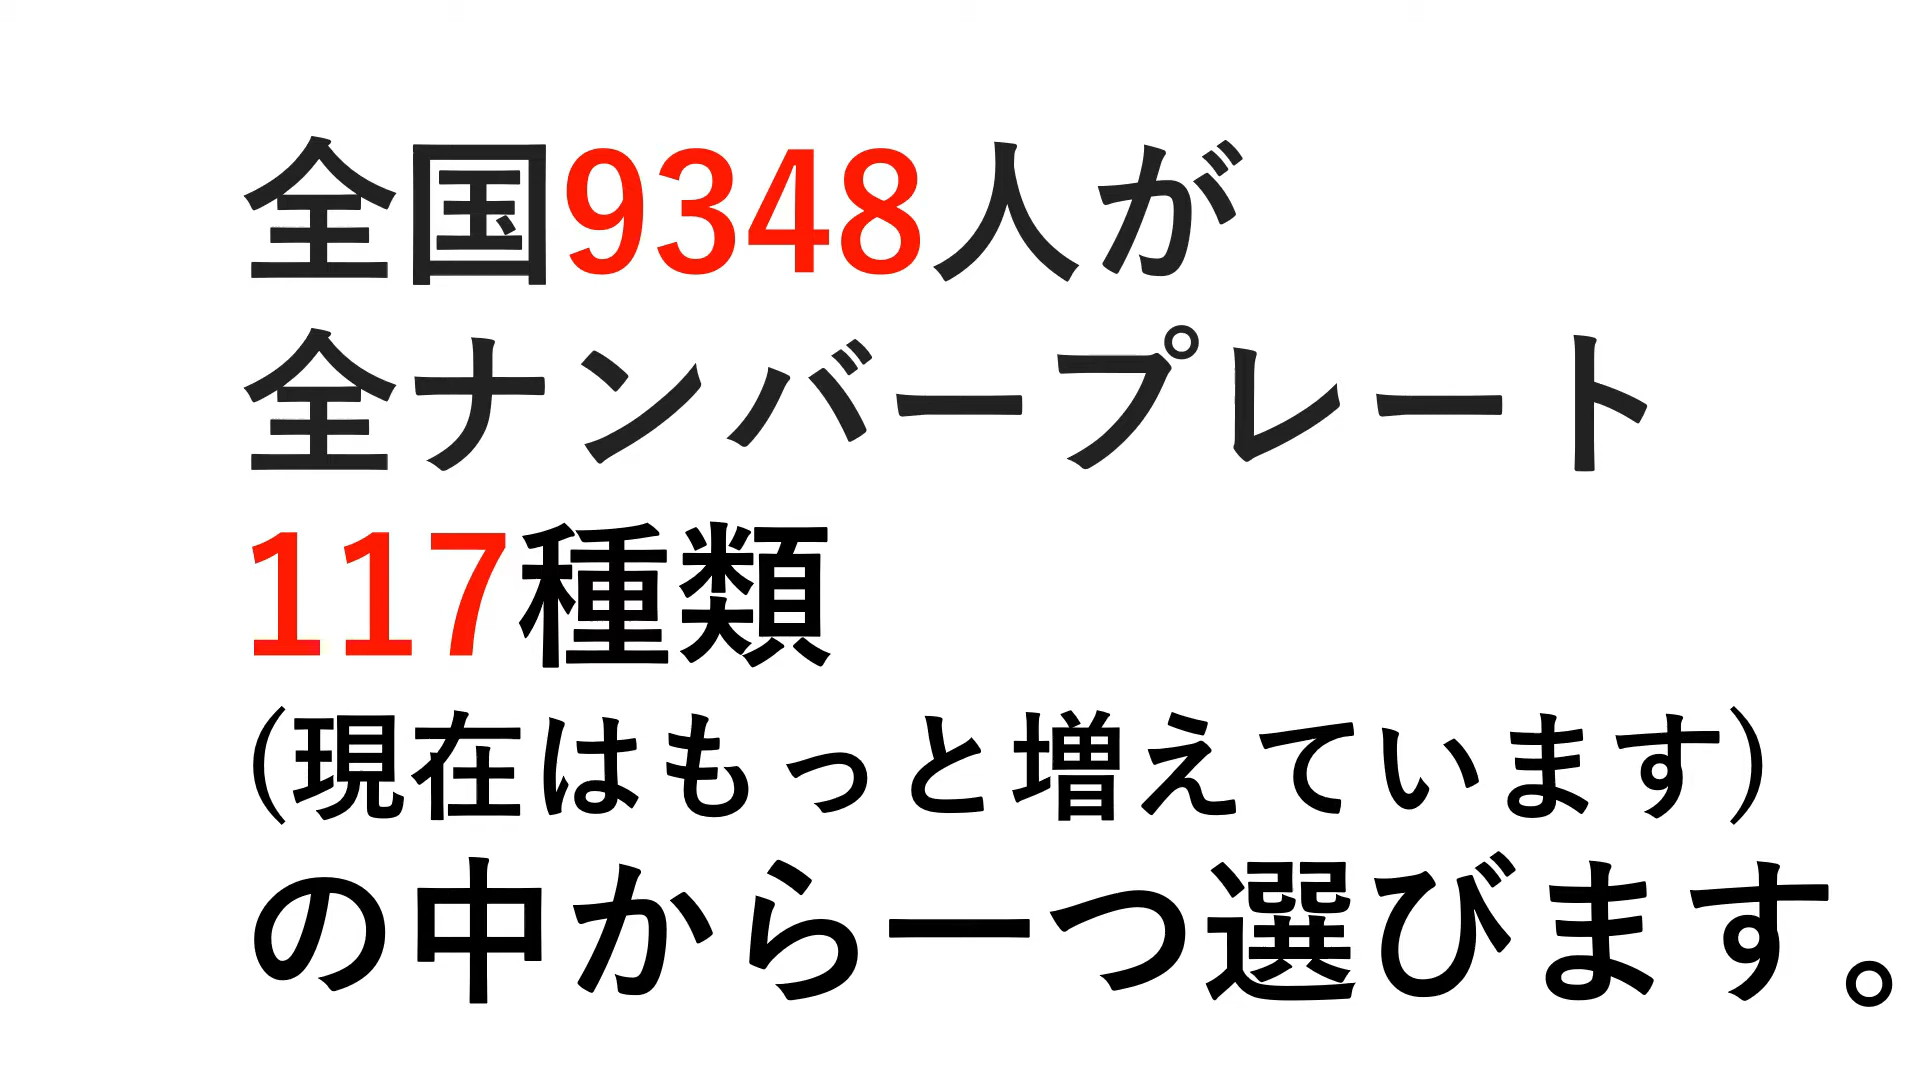 全国9348人が
全ナンバープレート
117種類
(現在はもっと増えています)
の中から一つ選びます。